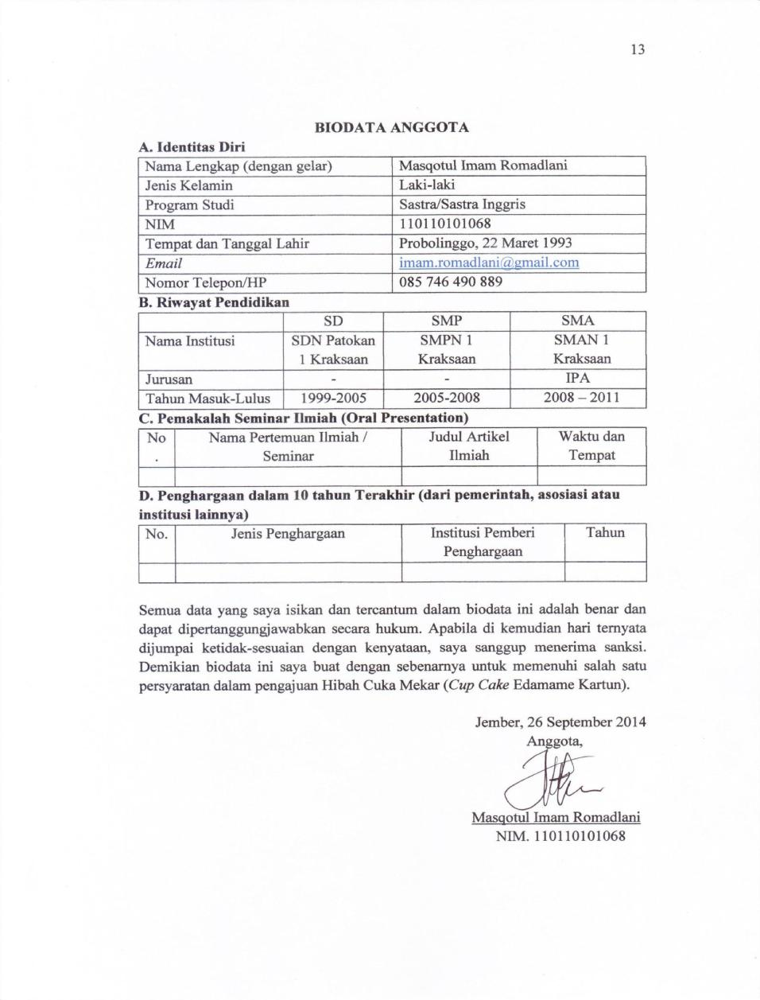 13
BIODATA ANGGOTA
A. Identitas Diri
Nama Lengkap (dengan gelar) Masqotul Imam Romadlani
Jenis Kelamin Laki-laki
Program Studi Sastra/Sastra Inggris
NIM 110110101068
Tempat dan Tanggal Lahir Probolinggo, 22 Maret 1993
Email imam.romadlani@gmail.com
Nomor Telepon/HP 085 746 490 889
B. Riwayat Pendidikan
SD SMP SMA
Nama Institusi SDN Patokan SMPN 1 SMAN 1
1 Kraksaan Kraksaan Kraksaan
Jurusan - - IPA
Tahun Masuk-Lulus 1999-2005 2005-2008 2008 – 2011
C. Pemakalah Seminar Ilmiah (Oral Presentation)
No Nama Pertemuan Ilmiah / Judul Artikel Waktu dan
. Seminar Ilmiah Tempat
D. Penghargaan dalam 10 tahun Terakhir (dari pemerintah, asosiasi atau
institusi lainnya)
No. Jenis Penghargaan Institusi Pemberi Tahun
Penghargaan
Semua data yang saya isikan dan tercantum dalam biodata ini adalah benar dan
dapat dipertanggungjawabkan secara hukum. Apabila di kemudian hari ternyata
dijumpai ketidak-sesuaian dengan kenyataan, saya sanggup menerima sanksi.
Demikian biodata ini saya buat dengan sebenarnya untuk memenuhi salah satu
persyaratan dalam pengajuan Hibah Cuka Mekar (Cup Cake Edamame Kartun).
Jember, 26 September 2014
Anggota,
Masqotul Imam Romadlani
NIM. 110110101068